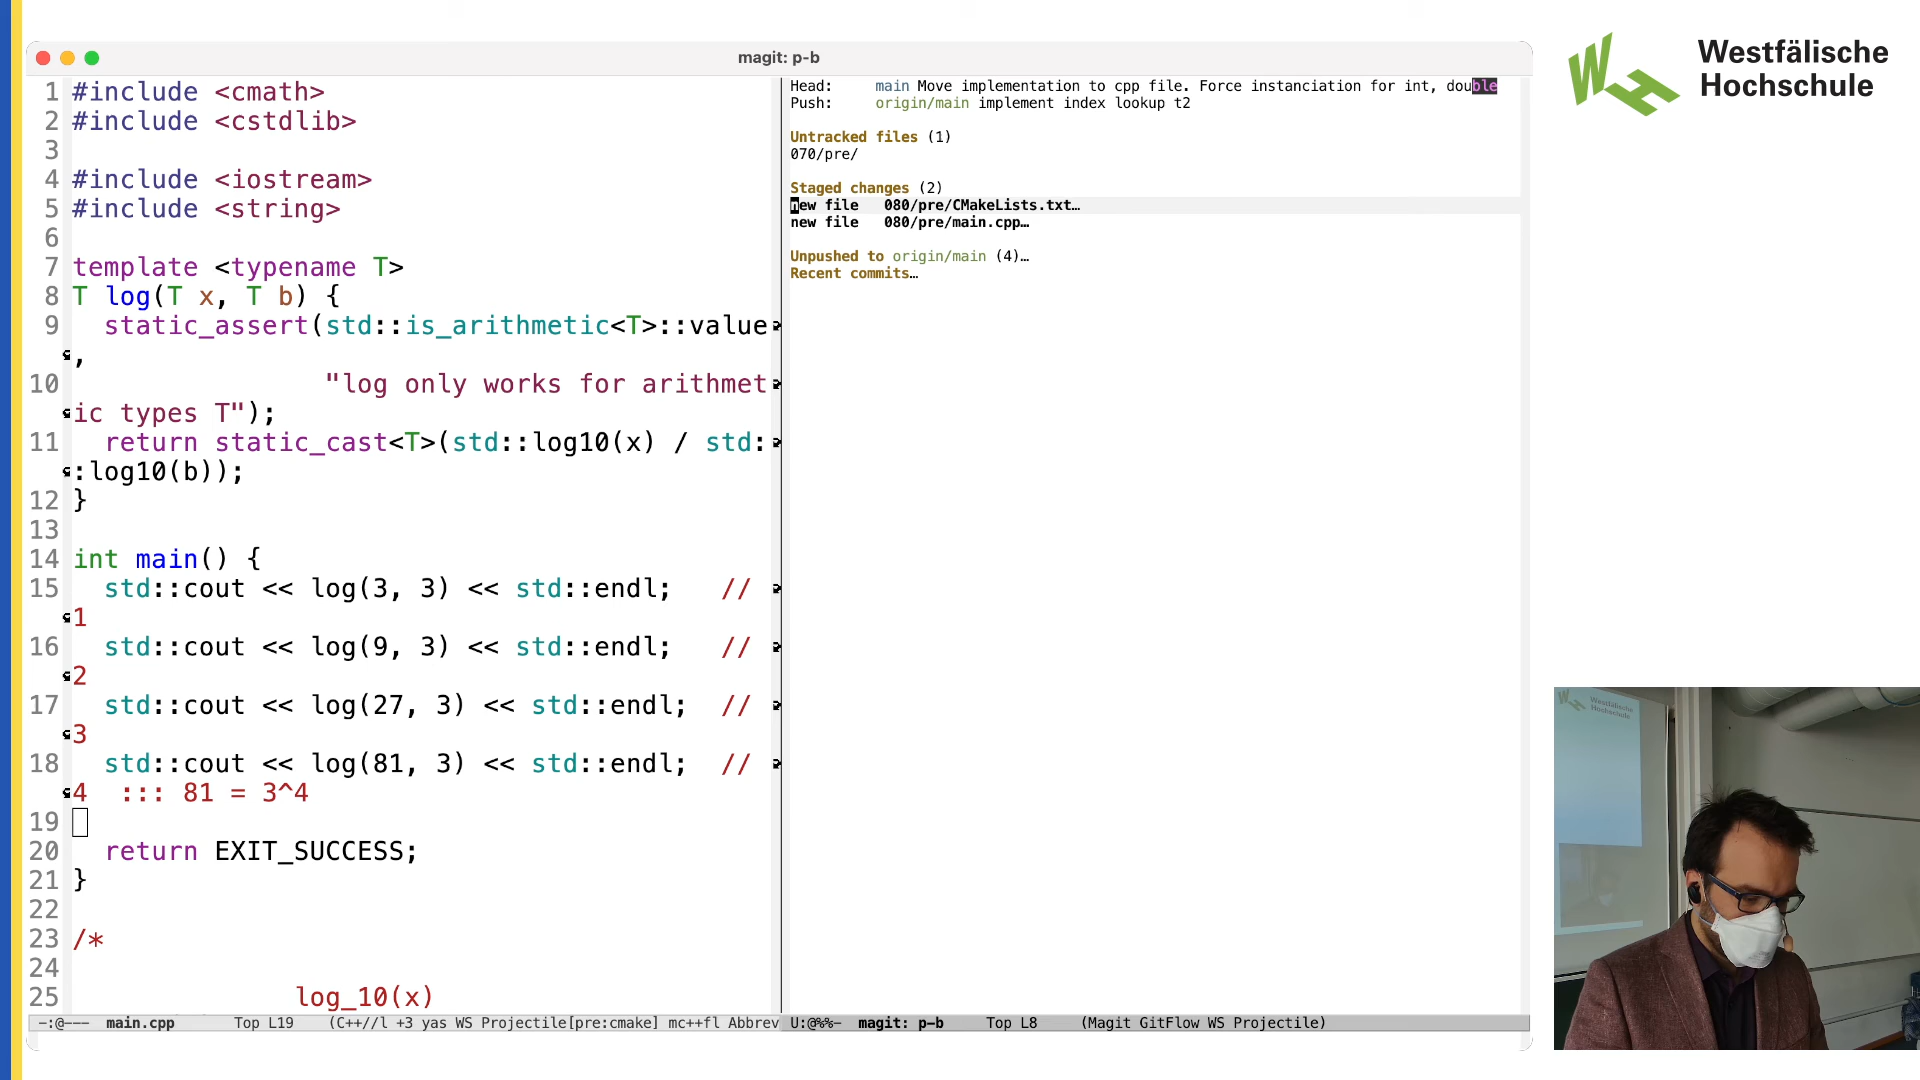 magit: p-b
Westfälische
Hochschule
1 #include <cmath>
2 #include <cstdlib>
3
4 #include <iostream>
5 #include <string>
6
7 template <typename T>
8 T log(T x, T b) {
9   static_assert(std::is_arithmetic<T>::value
,
10                 "log only works for arithmet
ic types T");
11   return static_cast<T>(std::log10(x) / std:
:log10(b));
12 }
13
14 int main() {
15   std::cout << log(3, 3) << std::endl;   //
1
16   std::cout << log(9, 3) << std::endl;   //
2
17   std::cout << log(27, 3) << std::endl;  //
3
18   std::cout << log(81, 3) << std::endl;  //
4  ::: 81 = 3^4
19
20   return EXIT_SUCCESS;
21 }
22
23 /*
24
25               log_10(x)
-:@---  main.cpp       Top L19    (C++//l +3 yas WS Projectile[pre:cmake] mc++fl Abbrev
Head:     main Move implementation to cpp file. Force instanciation for int, double
Push:     origin/main implement index lookup t2
Untracked files (1)
070/pre/
Staged changes (2)
new file   080/pre/CMakeLists.txt…
new file   080/pre/main.cpp…
Unpushed to origin/main (4)…
Recent commits…
U:@%%-  magit: p-b     Top L8     (Magit GitFlow WS Projectile)
Westfälische
Hochschule